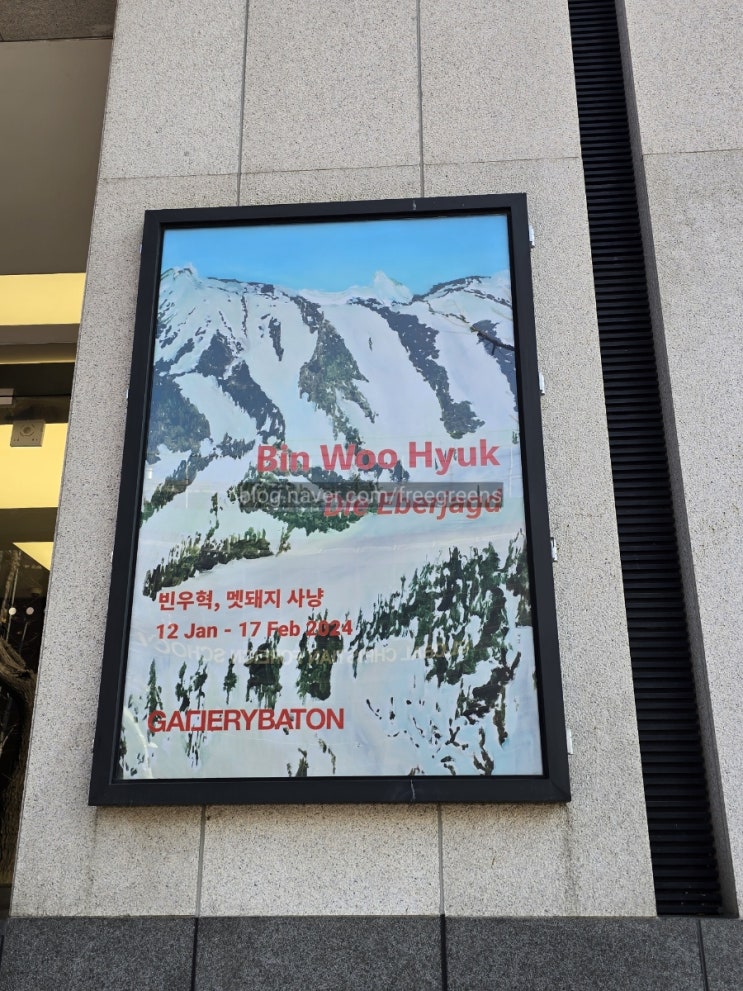 Bin Woo Hyuk
blog.naver.com/freegreens
Die Eberjagd
빈우혁, 멧돼지 사냥
12 Jan - 17 Feb 2024
GALLERYBATON